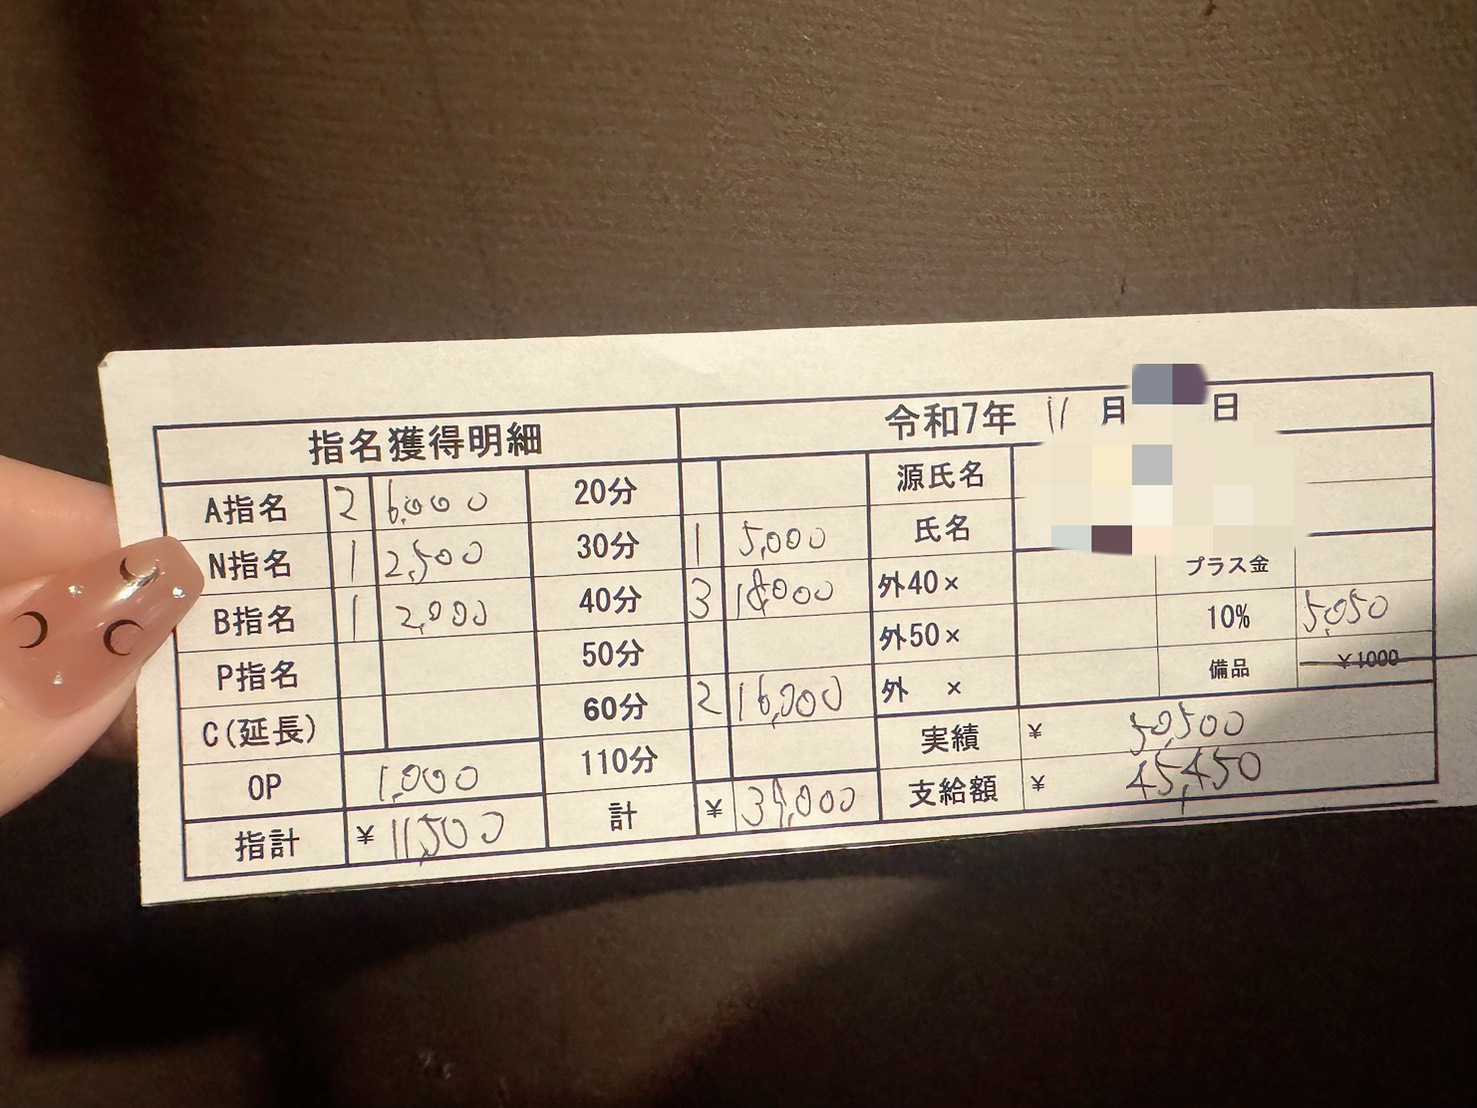 指名獲得明細 令和7年 11 月 日
A指名 2 6,000 20分 源氏名
N指名 1 2,500 30分 1 5,000 氏名
B指名 1 2,000 40分 3 18,000 外40× プラス金
P指名 50分 外50× 10% 5,050
C(延長) 60分 2 16,000 外 × 備品 ¥1000
OP 1,000 110分 実績 ¥ 50,500
指計 ¥ 11,500 計 ¥ 39,000 支給額 ¥ 45,450